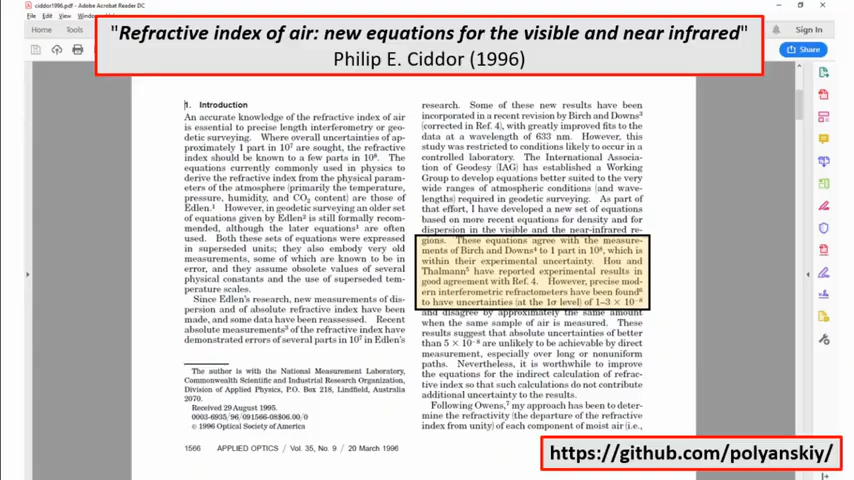 ciddor1996.pdf - Adobe Acrobat Reader DC
File Edit View Window Help
Home Tools
Sign In
Share
"Refractive index of air: new equations for the visible and near infrared"
Philip E. Ciddor (1996)
1. Introduction
An accurate knowledge of the refractive index of air
is essential to precise length interferometry or geo-
detic surveying. Where overall uncertainties of ap-
proximately 1 part in 10⁷ are sought, the refractive
index should be known to a few parts in 10⁸. The
equations currently commonly used in physics to
derive the refractive index from the physical param-
eters of the atmosphere (primarily the temperature,
pressure, humidity, and CO₂ content) are those of
Edlen.¹ However, in geodetic surveying an older set
of equations given by Edlen² is still formally recom-
mended, although the later equations¹ are often
used. Both these sets of equations were expressed
in superseded units; they also embody very old
measurements, some of which are known to be in
error, and they assume obsolete values of several
physical constants and the use of superseded tem-
perature scales.
Since Edlen's research, new measurements of dis-
persion and of absolute refractive index have been
made, and some data have been reassessed. Recent
absolute measurements³ of the refractive index have
demonstrated errors of several parts in 10⁷ in Edlen's
The author is with the National Measurement Laboratory,
Commonwealth Scientific and Industrial Research Organization,
Division of Applied Physics, P.O. Box 218, Lindfield, Australia
2070.
Received 29 August 1995.
0003-6935/96/091566-08$06.00/0
© 1996 Optical Society of America
1566 APPLIED OPTICS / Vol. 35, No. 9 / 20 March 1996
research. Some of these new results have been
incorporated in a recent revision by Birch and Downs³
(corrected in Ref. 4), with greatly improved fits to the
data at a wavelength of 633 nm. However, this
study was restricted to conditions likely to occur in a
controlled laboratory. The International Associa-
tion of Geodesy (IAG) has established a Working
Group to develop equations better suited to the very
wide ranges of atmospheric conditions (and wave-
lengths) required in geodetic surveying. As part of
that effort, I have developed a new set of equations
based on more recent equations for density and for
dispersion in the visible and the near-infrared re-
gions. These equations agree with the measure-
ments of Birch and Downs⁴ to 1 part in 10⁸, which is
within their experimental uncertainty. Hou and
Thalmann⁵ have reported experimental results in
good agreement with Ref. 4. However, precise mod-
ern interferometric refractometers have been found⁶
to have uncertainties (at the 1σ level) of 1–3 × 10⁻⁸
and disagree by approximately the same amount
when the same sample of air is measured. These
results suggest that absolute uncertainties of better
than 5 × 10⁻⁸ are unlikely to be achievable by direct
measurement, especially over long or nonuniform
paths. Nevertheless, it is worthwhile to improve
the equations for the indirect calculation of refrac-
tive index so that such calculations do not contribute
additional uncertainty to the results.
Following Owens,⁷ my approach has been to deter-
mine the refractivity (the departure of the refractive
index from unity) of each component of moist air (i.e.,
https://github.com/polyanskiy/